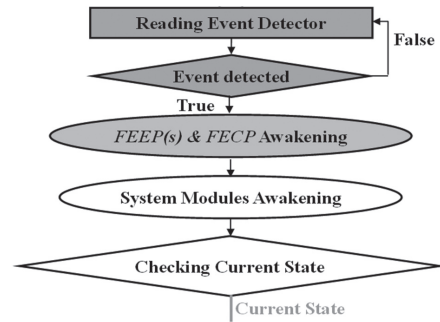 Reading Event Detector
False
Event detected
True
FEEP(s) & FECP Awakening
System Modules Awakening
Checking Current State
Current State